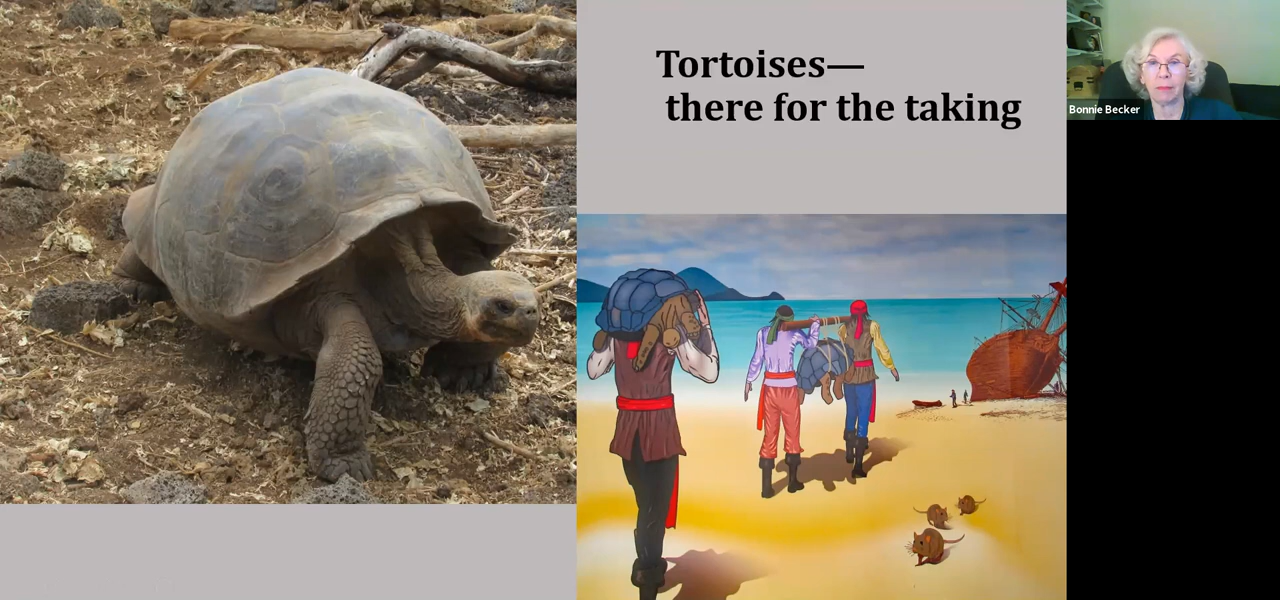 Tortoises—
there for the taking
Bonnie Becker